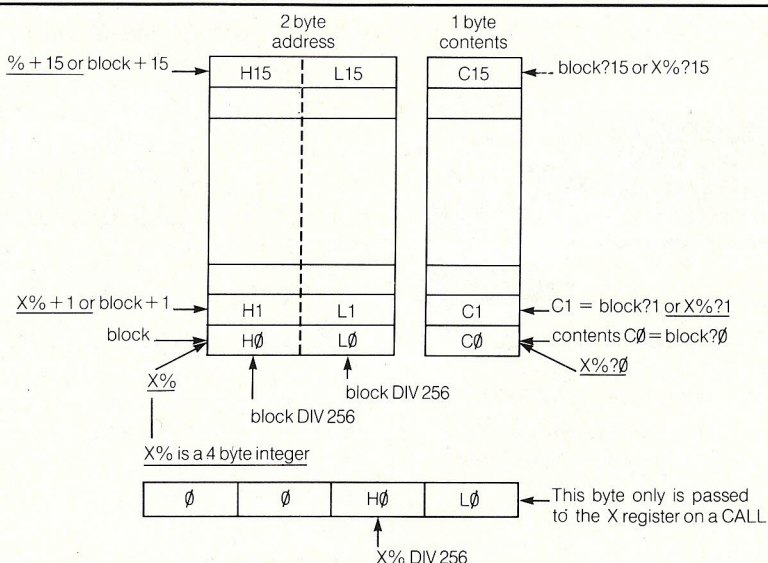 2 byte
address
1 byte
contents
% + 15 or block + 15
H15
L15
C15
block?15 or X%?15
X% + 1 or block + 1
H1
L1
C1
C1 = block?1 or X%?1
block
HØ
LØ
CØ
contents CØ = block?Ø
X%
X%?Ø
block DIV 256
block DIV 256
X% is a 4 byte integer
Ø
Ø
HØ
LØ
This byte only is passed
to the X register on a CALL
X% DIV 256